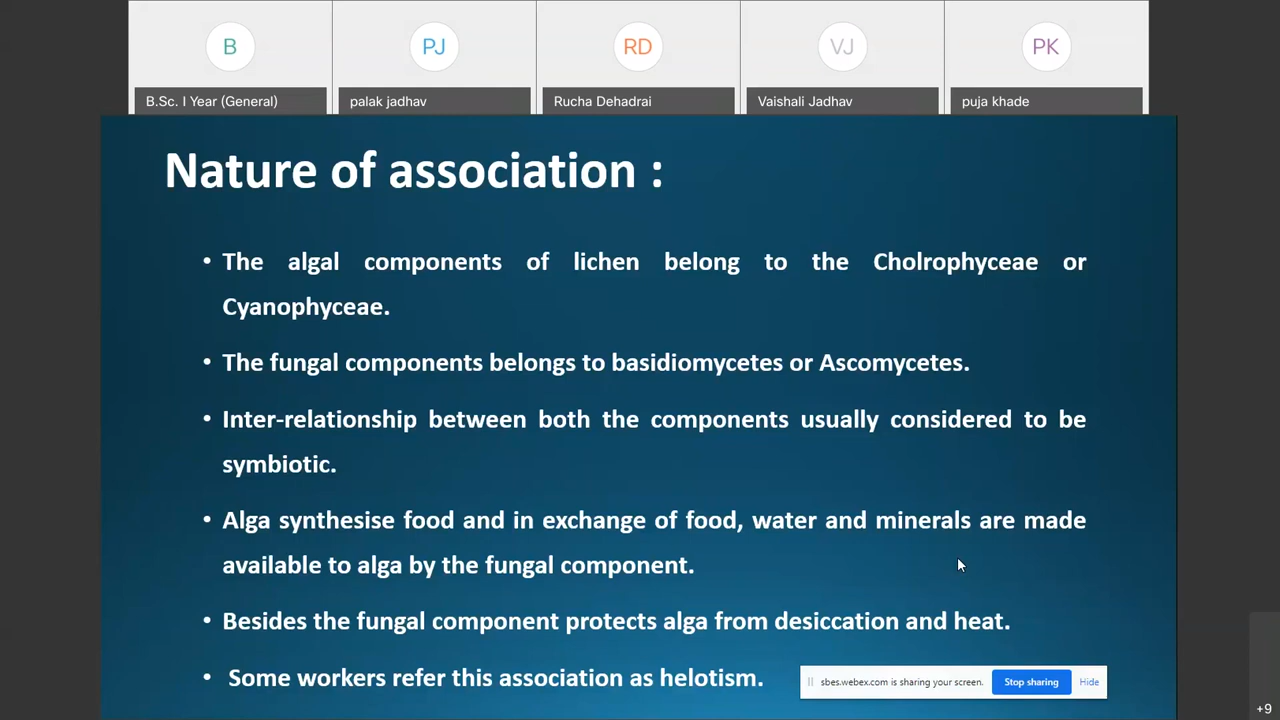 B
PJ
RD
VJ
PK
B.Sc. I Year (General)
palak jadhav
Rucha Dehadrai
Vaishali Jadhav
puja khade
Nature of association :
• The algal components of lichen belong to the Cholrophyceae or
Cyanophyceae.
• The fungal components belongs to basidiomycetes or Ascomycetes.
• Inter-relationship between both the components usually considered to be
symbiotic.
• Alga synthesise food and in exchange of food, water and minerals are made
available to alga by the fungal component.
• Besides the fungal component protects alga from desiccation and heat.
• Some workers refer this association as helotism.
sbes.webex.com is sharing your screen.
Stop sharing
Hide
+9